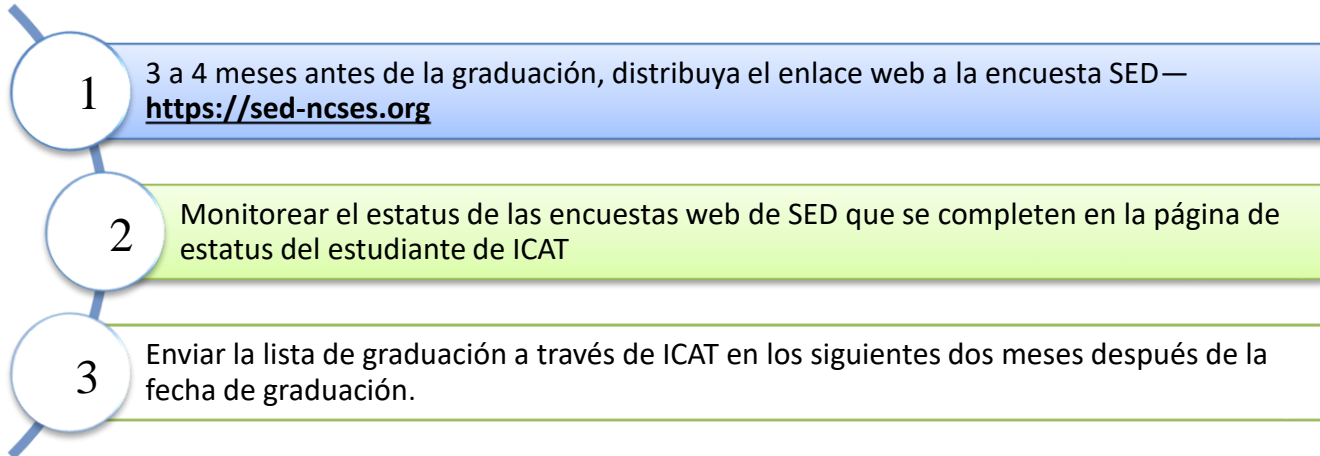 1
3 a 4 meses antes de la graduación, distribuya el enlace web a la encuesta SED—
https://sed-ncses.org
2
Monitorear el estatus de las encuestas web de SED que se completen en la página de
estatus del estudiante de ICAT
3
Enviar la lista de graduación a través de ICAT en los siguientes dos meses después de la
fecha de graduación.